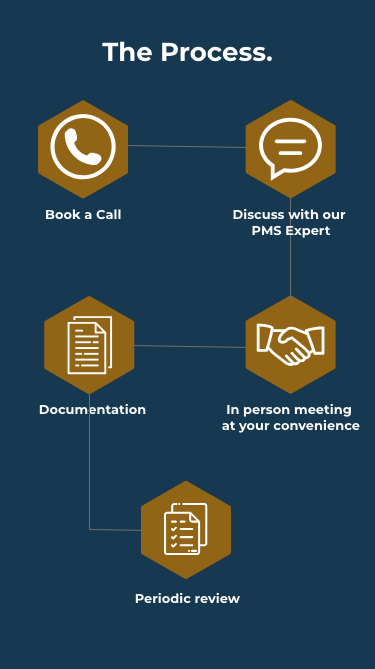 The Process.
Book a Call
Discuss with our
PMS Expert
In person meeting
at your convenience
Documentation
Periodic review